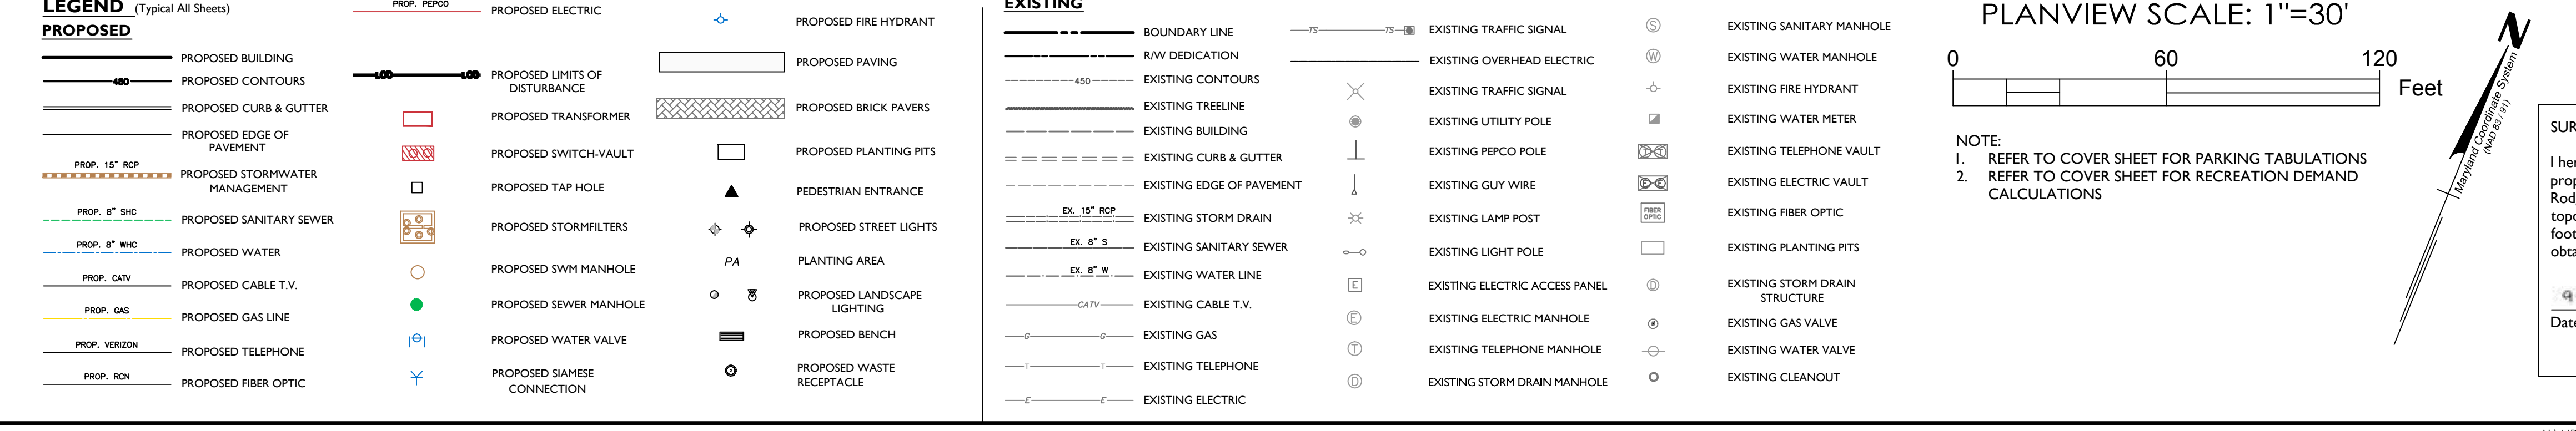 LEGEND (Typical All Sheets)
PROPOSED
PROPOSED BUILDING
480
PROPOSED CONTOURS
PROPOSED CURB & GUTTER
PROPOSED EDGE OF
PAVEMENT
PROP. 15" RCP
PROPOSED STORMWATER
MANAGEMENT
PROP. 8" SHC
PROPOSED SANITARY SEWER
PROP. 8" WHC
PROPOSED WATER
PROP. CATV
PROPOSED CABLE T.V.
PROP. GAS
PROPOSED GAS LINE
PROP. VERIZON
PROPOSED TELEPHONE
PROP. RCN
PROPOSED FIBER OPTIC
PROP. PEPCO
PROPOSED ELECTRIC
LOD LOD
PROPOSED LIMITS OF
DISTURBANCE
PROPOSED TRANSFORMER
PROPOSED SWITCH-VAULT
PROPOSED TAP HOLE
PROPOSED STORMFILTERS
PROPOSED SWM MANHOLE
PROPOSED SEWER MANHOLE
PROPOSED WATER VALVE
PROPOSED SIAMESE
CONNECTION
PROPOSED FIRE HYDRANT
PROPOSED PAVING
PROPOSED BRICK PAVERS
PROPOSED PLANTING PITS
PEDESTRIAN ENTRANCE
PROPOSED STREET LIGHTS
PA
PLANTING AREA
PROPOSED LANDSCAPE
LIGHTING
PROPOSED BENCH
PROPOSED WASTE
RECEPTACLE
EXISTING
BOUNDARY LINE
R/W DEDICATION
450
EXISTING CONTOURS
EXISTING TREELINE
EXISTING BUILDING
EXISTING CURB & GUTTER
EXISTING EDGE OF PAVEMENT
EX. 15" RCP
EXISTING STORM DRAIN
EX. 8" S
EXISTING SANITARY SEWER
EX. 8" W
EXISTING WATER LINE
CATV
EXISTING CABLE T.V.
G G
EXISTING GAS
T T
EXISTING TELEPHONE
E E
EXISTING ELECTRIC
TS TS
EXISTING TRAFFIC SIGNAL
EXISTING OVERHEAD ELECTRIC
EXISTING TRAFFIC SIGNAL
EXISTING UTILITY POLE
EXISTING PEPCO POLE
EXISTING GUY WIRE
EXISTING LAMP POST
EXISTING LIGHT POLE
E
EXISTING ELECTRIC ACCESS PANEL
E
EXISTING ELECTRIC MANHOLE
T
EXISTING TELEPHONE MANHOLE
D
EXISTING STORM DRAIN MANHOLE
S
EXISTING SANITARY MANHOLE
W
EXISTING WATER MANHOLE
EXISTING FIRE HYDRANT
EXISTING WATER METER
T T
EXISTING TELEPHONE VAULT
E E
EXISTING ELECTRIC VAULT
FIBER
OPTIC
EXISTING FIBER OPTIC
EXISTING PLANTING PITS
D
EXISTING STORM DRAIN
STRUCTURE
EXISTING GAS VALVE
EXISTING WATER VALVE
EXISTING CLEANOUT
PLANVIEW SCALE: 1"=30'
0 60 120
Feet
NOTE:
1. REFER TO COVER SHEET FOR PARKING TABULATIONS
2. REFER TO COVER SHEET FOR RECREATION DEMAND
CALCULATIONS
N
Maryland Coordinate System
(NAD 83 / 91)
SUR
I her
prop
Rod
topo
foot
obta
9
Date